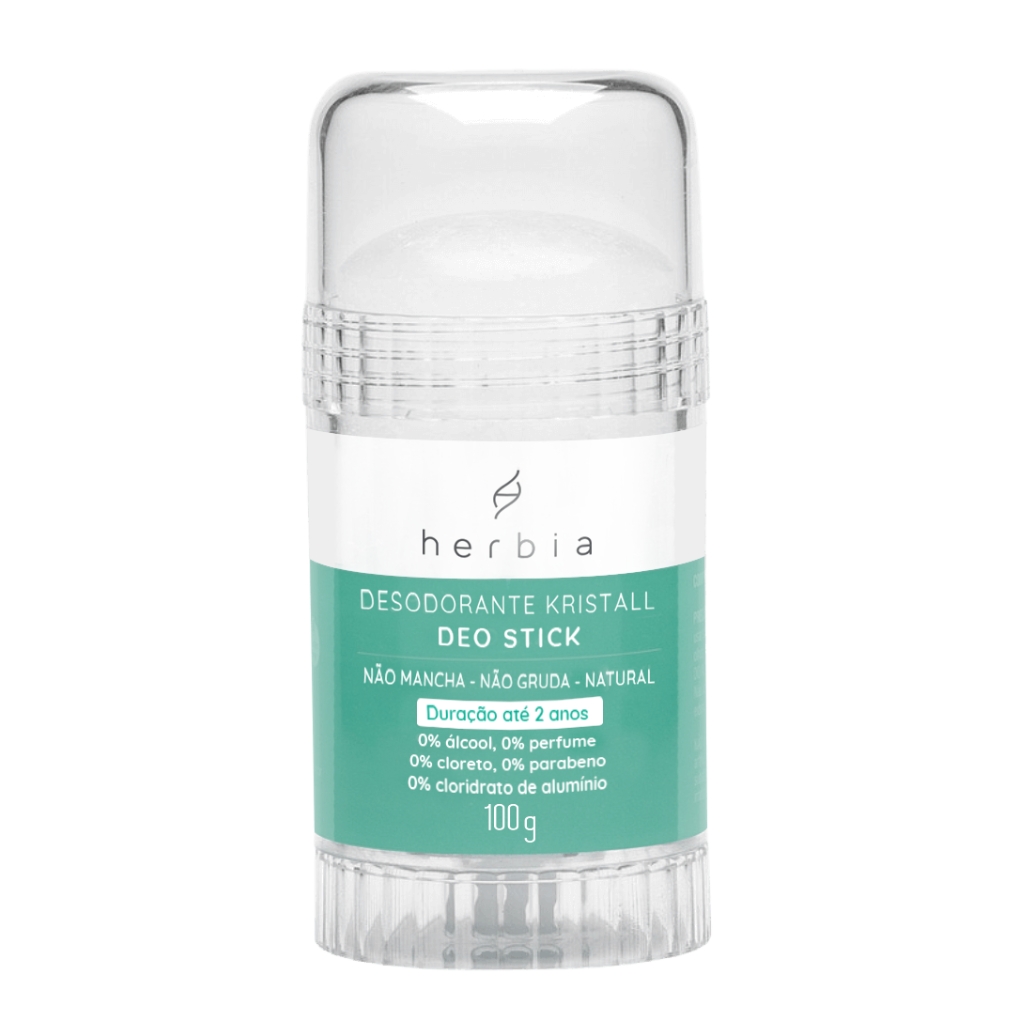 herbia
DESODORANTE KRISTALL
DEO STICK
NÃO MANCHA - NÃO GRUDA - NATURAL
Duração até 2 anos
0% álcool, 0% perfume
0% cloreto, 0% parabeno
0% cloridrato de alumínio
100 g